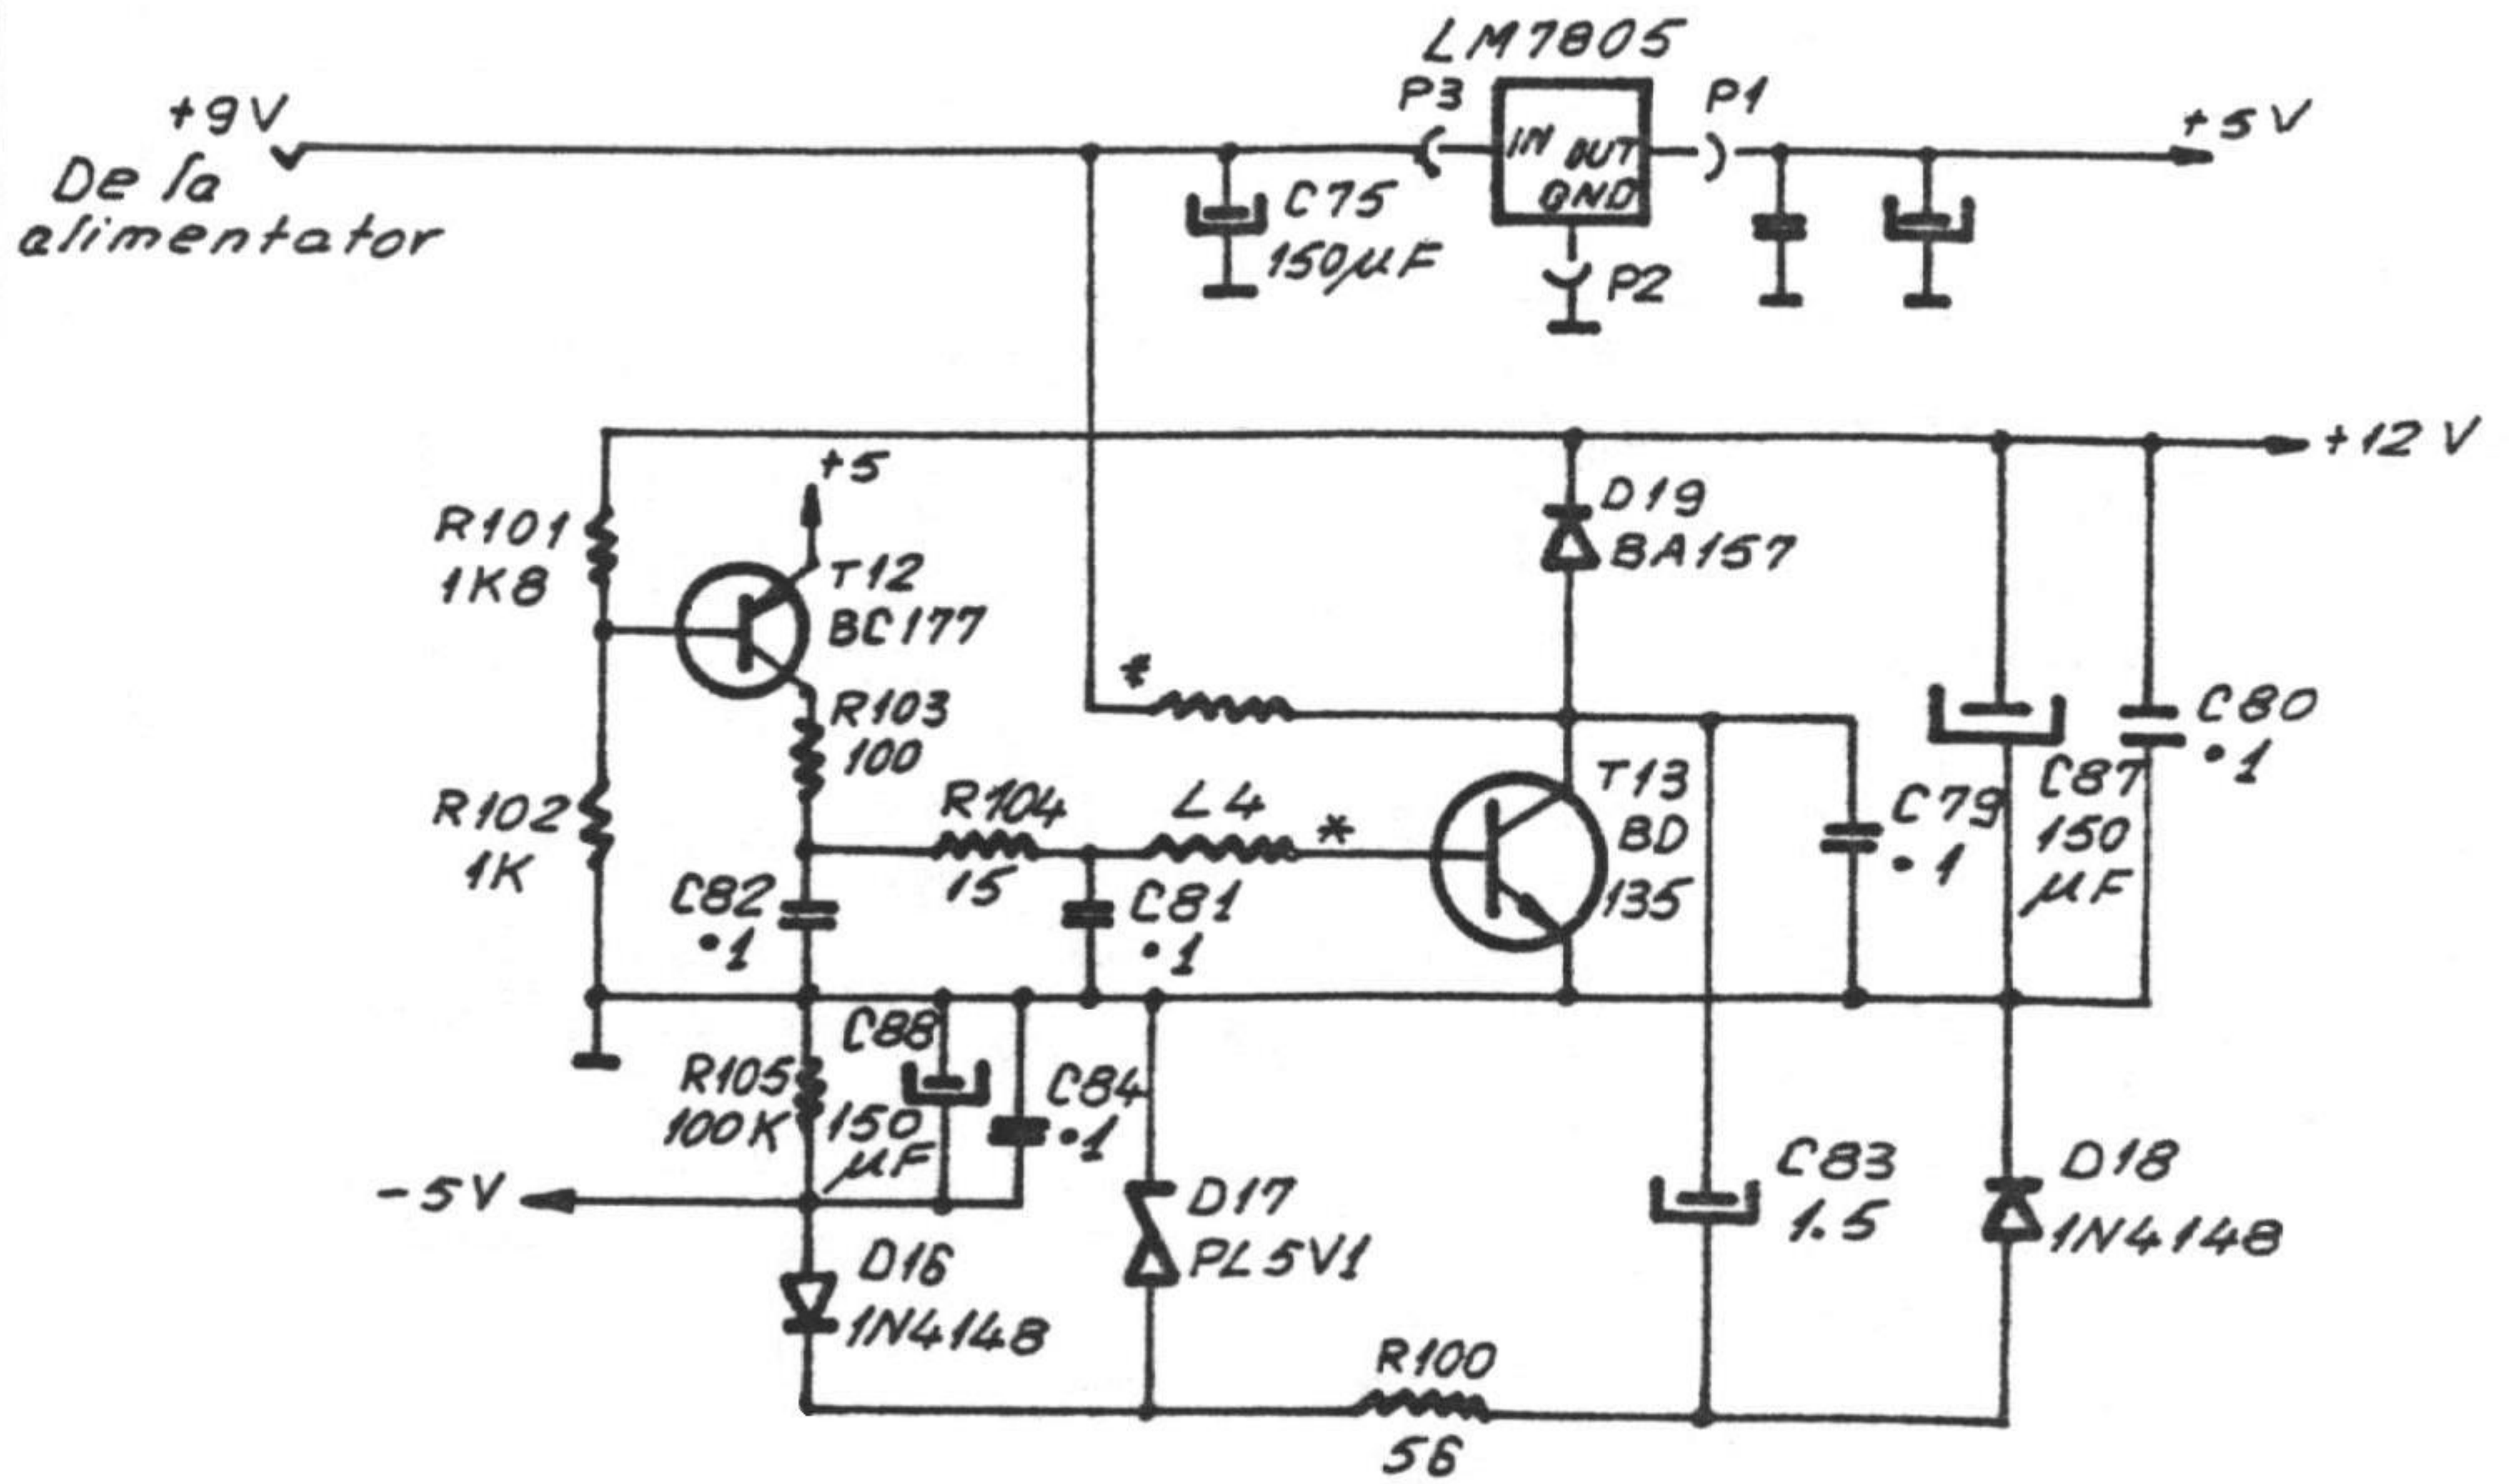 LM7805
+9V
De la
alimentator
P3
IN
OUT
GND
P1
+5V
C75
150µF
P2
+12V
+5
R101
1K8
T12
BC177
D19
BA157
*
R103
100
R102
1K
R104
15
L4
*
T13
BD
135
C79
.1
C87
150
µF
C80
.1
C82
.1
C81
.1
C88
150
µF
R105
100K
C84
.1
-5V
D17
PL5V1
C83
1.5
D18
1N4148
D16
1N4148
R100
56